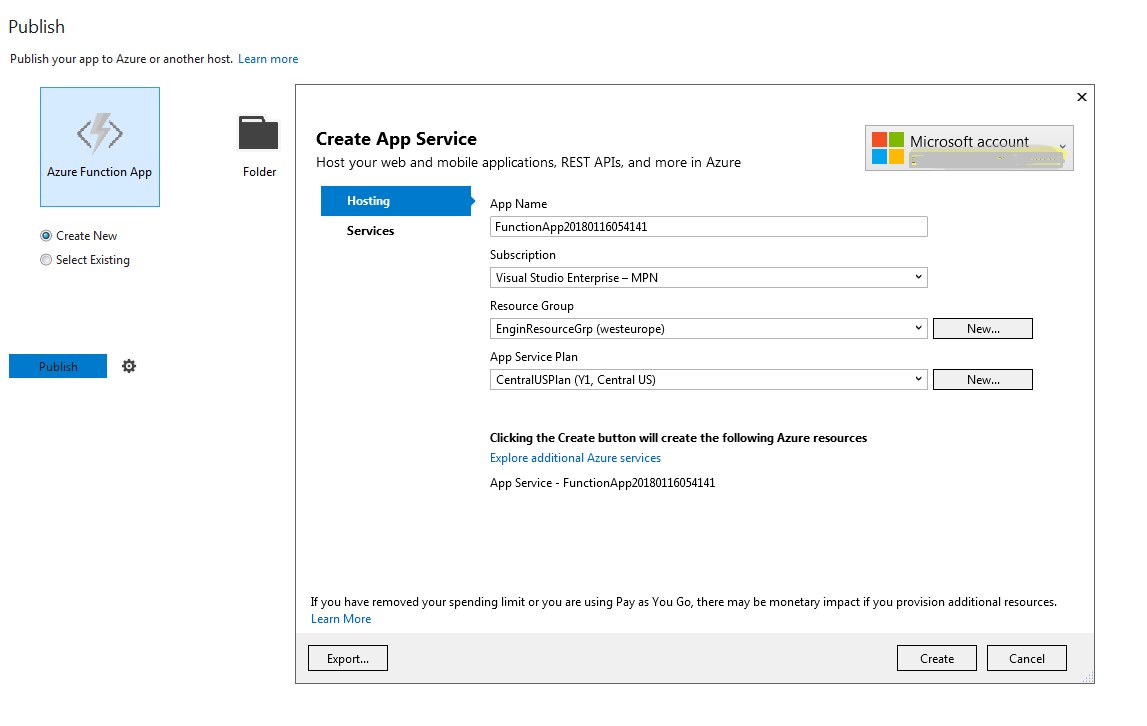 Publish
Publish your app to Azure or another host. Learn more
Azure Function App
Folder
Create New
Select Existing
Publish
Create App Service
Host your web and mobile applications, REST APIs, and more in Azure
Microsoft account
Hosting
Services
App Name
FunctionApp20180116054141
Subscription
Visual Studio Enterprise – MPN
Resource Group
EnginResourceGrp (westeurope)
New...
App Service Plan
CentralUSPlan (Y1, Central US)
New...
Clicking the Create button will create the following Azure resources
Explore additional Azure services
App Service - FunctionApp20180116054141
If you have removed your spending limit or you are using Pay as You Go, there may be monetary impact if you provision additional resources.
Learn More
Export...
Create
Cancel